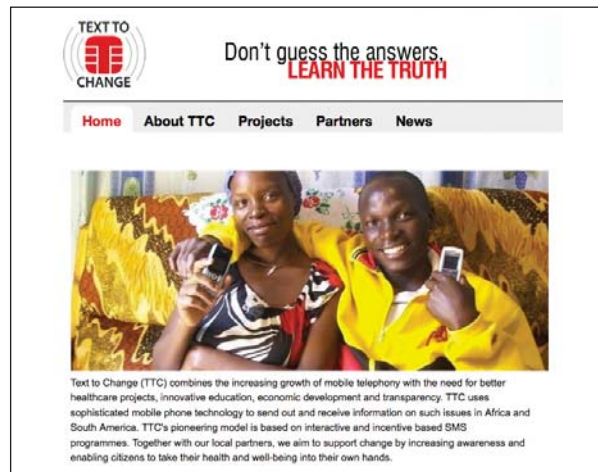 TEXT TO
CHANGE
Don't guess the answers,
LEARN THE TRUTH
Home About TTC Projects Partners News
Text to Change (TTC) combines the increasing growth of mobile telephony with the need for better
healthcare projects, innovative education, economic development and transparency. TTC uses
sophisticated mobile phone technology to send out and receive information on such issues in Africa and
South America. TTC's pioneering model is based on interactive and incentive based SMS
programmes. Together with our local partners, we aim to support change by increasing awareness and
enabling citizens to take their health and well-being into their own hands.